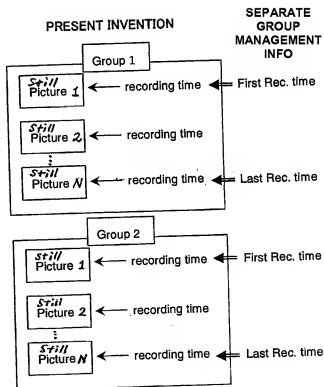 PRESENT INVENTION
SEPARATE
GROUP
MANAGEMENT
INFO
Group 1
Still
Picture 1
recording time
First Rec. time
Still
Picture 2
recording time
Still
Picture N
recording time
Last Rec. time
Group 2
Still
Picture 1
recording time
First Rec. time
Still
Picture 2
recording time
Still
Picture N
recording time
Last Rec. time